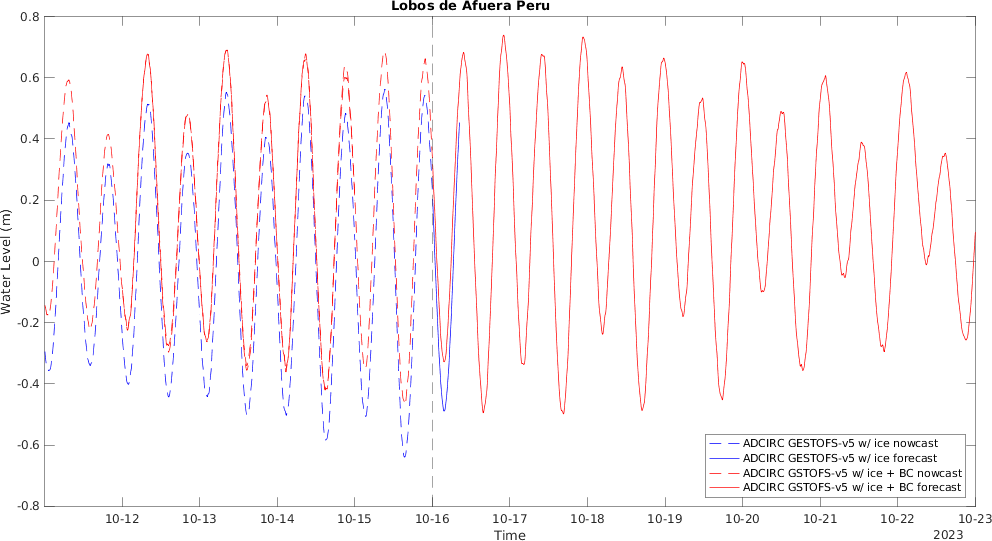 Lobos de Afuera Peru
0.8
0.6
0.4
0.2
0
-0.2
-0.4
-0.6
-0.8
Water Level (m)
ADCIRC GESTOFS-v5 w/ ice nowcast
ADCIRC GESTOFS-v5 w/ ice forecast
ADCIRC GSTOFS-v5 w/ ice + BC nowcast
ADCIRC GSTOFS-v5 w/ ice + BC forecast
10-12 10-13 10-14 10-15 10-16 10-17 10-18 10-19 10-20 10-21 10-22 10-23
Time
2023